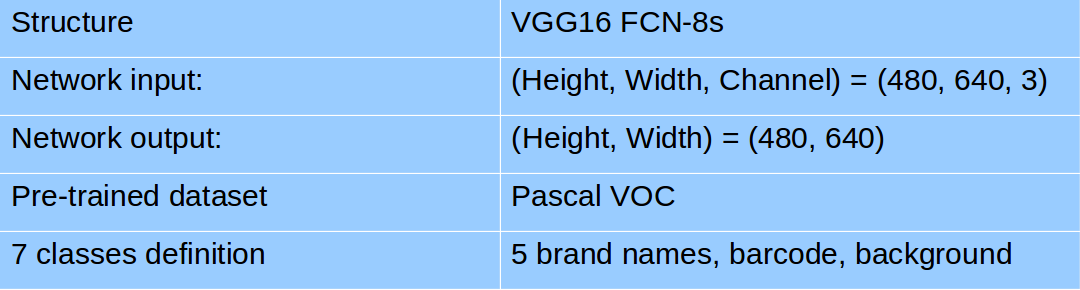 Structure VGG16 FCN-8s
Network input: (Height, Width, Channel) = (480, 640, 3)
Network output: (Height, Width) = (480, 640)
Pre-trained dataset Pascal VOC
7 classes definition 5 brand names, barcode, background